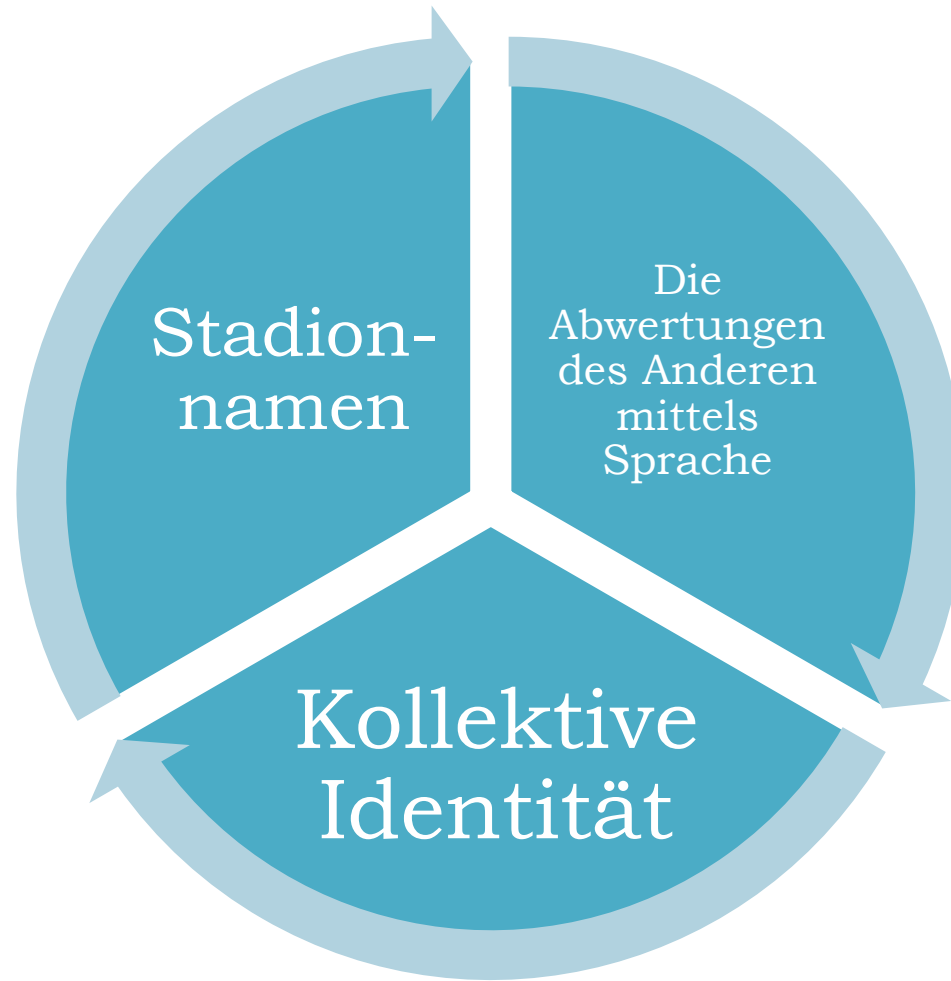 Stadion-
namen
Die
Abwertungen
des Anderen
mittels
Sprache
Kollektive
Identität